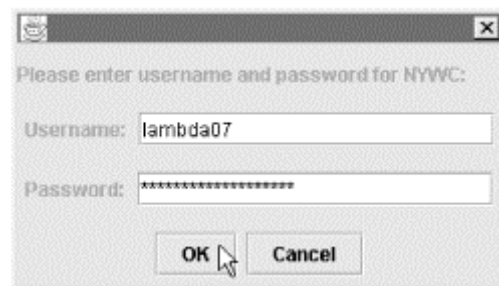 Please enter username and password for NYWC:
Username: lambda07
Password: *******************
OK Cancel